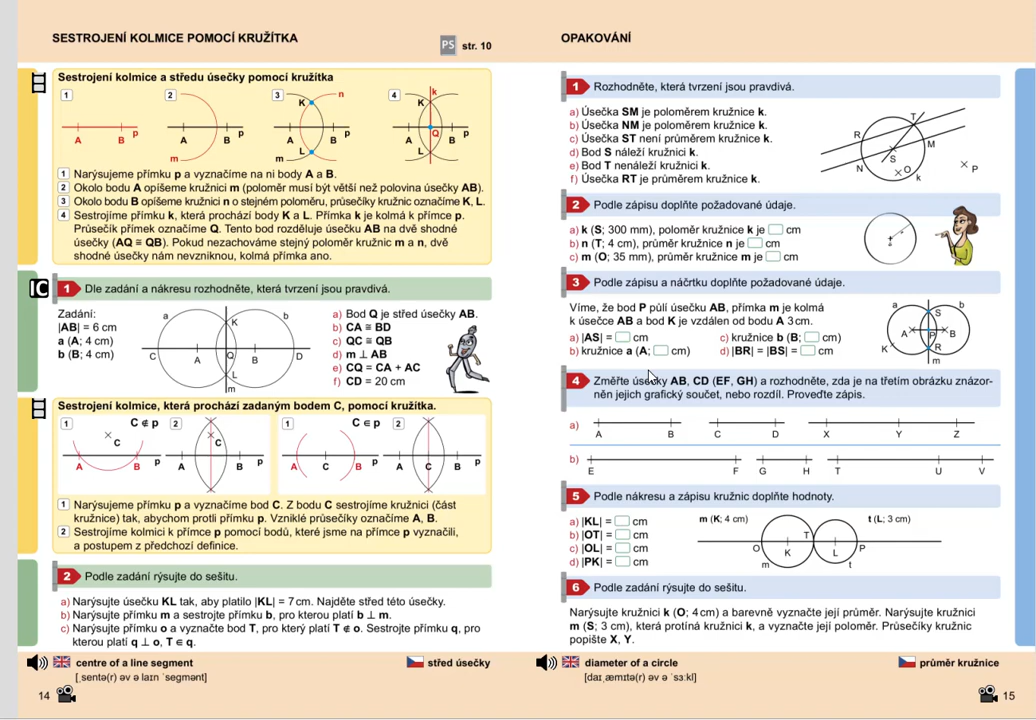 SESTROJENÍ KOLMICE POMOCÍ KRUŽÍTKA
PS str. 10
Sestrojení kolmice a středu úsečky pomocí kružítka
1
A B p
2
A B p
m
3
K n
A B p
m L
4
k
K
Q
A B p
L
1 Narýsujeme přímku p a vyznačíme na ni body A a B.
2 Okolo bodu A opíšeme kružnici m (poloměr musí být větší než polovina úsečky AB).
3 Okolo bodu B opíšeme kružnici n o stejném poloměru, průsečíky kružnic označíme K, L.
4 Sestrojíme přímku k, která prochází body K a L. Přímka k je kolmá k přímce p.
Průsečík přímek označíme Q. Tento bod rozděluje úsečku AB na dvě shodné
úsečky (AQ ≅ QB). Pokud nezachováme stejný poloměr kružnic m a n, dvě
shodné úsečky nám nevzniknou, kolmá přímka ano.
IC
1 Dle zadání a nákresu rozhodněte, která tvrzení jsou pravdivá.
Zadání:
|AB| = 6 cm
a (A; 4 cm)
b (B; 4 cm)
a b
K
C A Q B D
L
m
a) Bod Q je střed úsečky AB.
b) CA ≅ BD
c) QC ≅ QB
d) m ⊥ AB
e) CQ = CA + AC
f) CD = 20 cm
Sestrojení kolmice, která prochází zadaným bodem C, pomocí kružítka.
1 C ∉ p
C
A B p
2
C
A B p
1 C ∈ p
A C B p
2
A C B p
1 Narýsujeme přímku p a vyznačíme bod C. Z bodu C sestrojíme kružnici (část
kružnice) tak, abychom protli přímku p. Vzniklé průsečíky označíme A, B.
2 Sestrojíme kolmici k přímce p pomocí bodů, které jsme na přímce p vyznačili,
a postupem z předchozí definice.
2 Podle zadání rýsujte do sešitu.
a) Narýsujte úsečku KL tak, aby platilo |KL| = 7 cm. Najděte střed této úsečky.
b) Narýsujte přímku m a sestrojte přímku b, pro kterou platí b ⊥ m.
c) Narýsujte přímku o a vyznačte bod T, pro který platí T ∉ o. Sestrojte přímku q, pro
kterou platí q ⊥ o, T ∈ q.
centre of a line segment
[ˌsentə(r) əv ə laɪn ˈsegmənt]
střed úsečky
14
OPAKOVÁNÍ
1 Rozhodněte, která tvrzení jsou pravdivá.
a) Úsečka SM je poloměrem kružnice k.
b) Úsečka NM je poloměrem kružnice k.
c) Úsečka ST není průměrem kružnice k.
d) Bod S náleží kružnici k.
e) Bod T nenáleží kružnici k.
f) Úsečka RT je průměrem kružnice k.
T
R
M
S
N O P
k
2 Podle zápisu doplňte požadované údaje.
a) k (S; 300 mm), poloměr kružnice k je cm
b) n (T; 4 cm), průměr kružnice n je cm
c) m (O; 35 mm), průměr kružnice m je cm
3 Podle zápisu a náčrtku doplňte požadované údaje.
Víme, že bod P půlí úsečku AB, přímka m je kolmá
k úsečce AB a bod K je vzdálen od bodu A 3 cm.
a) |AS| = cm c) kružnice b (B; cm)
b) kružnice a (A; cm) d) |BR| = |BS| = cm
a b
S
A P B
K R
m
4 Změřte úsečky AB, CD (EF, GH) a rozhodněte, zda je na třetím obrázku znázor-
něn jejich grafický součet, nebo rozdíl. Proveďte zápis.
a)
A B C D X Y Z
b)
E F G H T U V
5 Podle nákresu a zápisu kružnic doplňte hodnoty.
a) |KL| = cm
b) |OT| = cm
c) |OL| = cm
d) |PK| = cm
m (K; 4 cm) t (L; 3 cm)
T
O K L P
m t
6 Podle zadání rýsujte do sešitu.
Narýsujte kružnici k (O; 4 cm) a barevně vyznačte její průměr. Narýsujte kružnici
m (S; 3 cm), která protíná kružnici k, a vyznačte její poloměr. Průsečíky kružnic
popište X, Y.
diameter of a circle
[daɪˌæmɪtə(r) əv ə ˈsɜːkl]
průměr kružnice
15